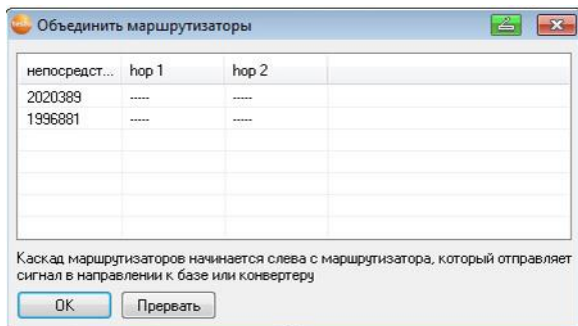 testo Объединить маршрутизаторы
непосредст... hop 1 hop 2
2020389 ----- -----
1996881 ----- -----
Каскад маршрутизаторов начинается слева с маршрутизатора, который отправляет
сигнал в направлении к базе или конвертеру
OK Прервать